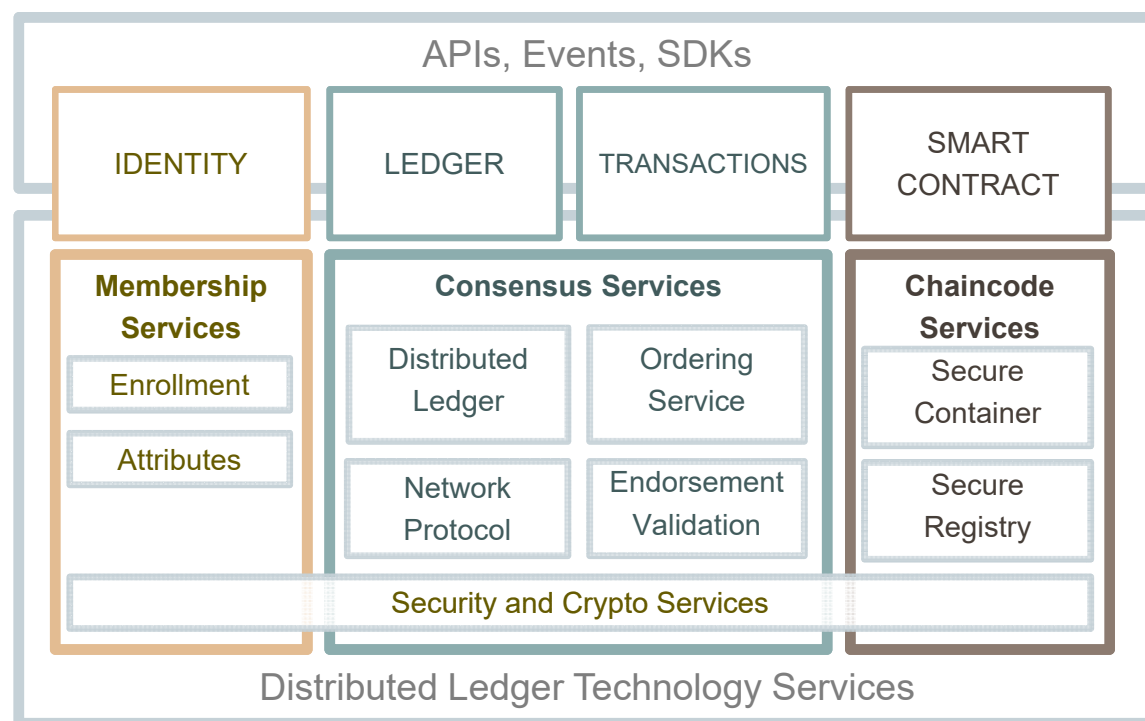 APIs, Events, SDKs
IDENTITY
LEDGER
TRANSACTIONS
SMART
CONTRACT
Membership
Services
Enrollment
Attributes
Consensus Services
Distributed
Ledger
Ordering
Service
Network
Protocol
Endorsement
Validation
Chaincode
Services
Secure
Container
Secure
Registry
Security and Crypto Services
Distributed Ledger Technology Services